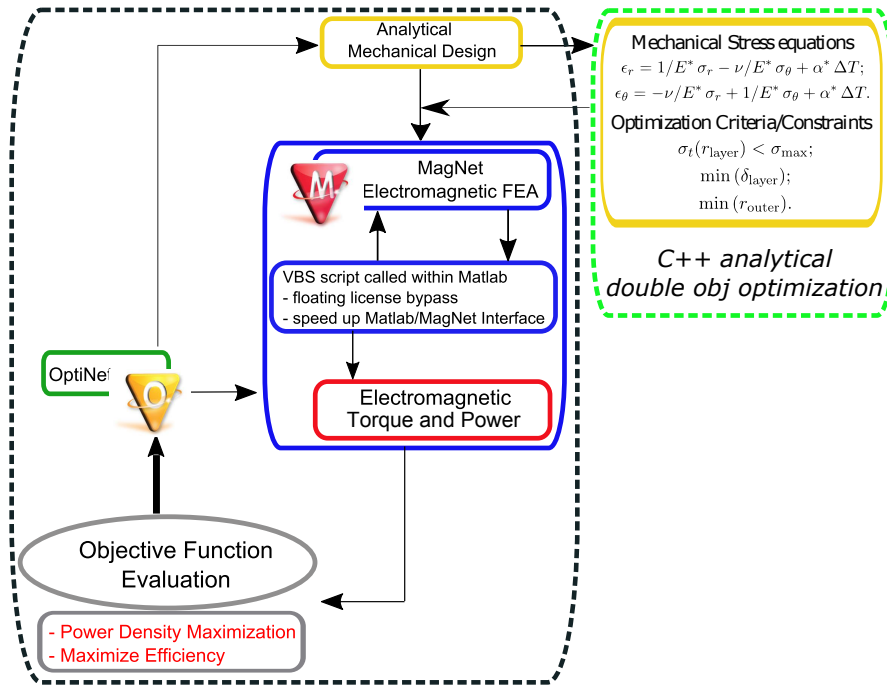 Analytical
Mechanical Design
Mechanical Stress equations
ϵ_r = 1/E* σ_r − ν/E* σ_θ + α* ΔT;
ϵ_θ = −ν/E* σ_r + 1/E* σ_θ + α* ΔT.
Optimization Criteria/Constraints
σ_t(r_layer) < σ_max;
min (δ_layer);
min (r_outer).
C++ analytical
double obj optimization
M
MagNet
Electromagnetic FEA
VBS script called within Matlab
- floating license bypass
- speed up Matlab/MagNet Interface
OptiNet
O
Electromagnetic
Torque and Power
Objective Function
Evaluation
- Power Density Maximization
- Maximize Efficiency